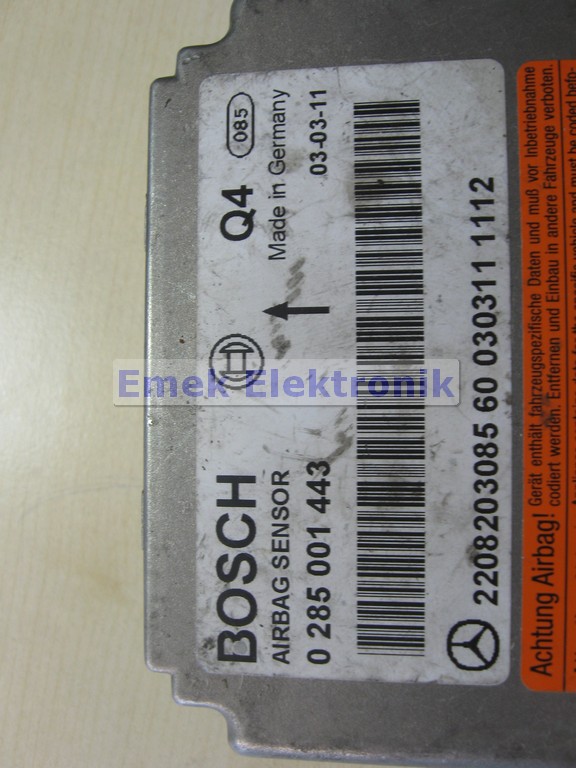 BOSCH
AIRBAG SENSOR
0 285 001 443
Q4
085
Made in Germany
03-03-11
2208203085 60 030311 1112
Achtung Airbag! Gerät enthält fahrzeugspezifische Daten und muß vor Inbetriebnahme
codiert werden. Entfernen und Einbau in andere Fahrzeuge verboten.
Emek Elektronik